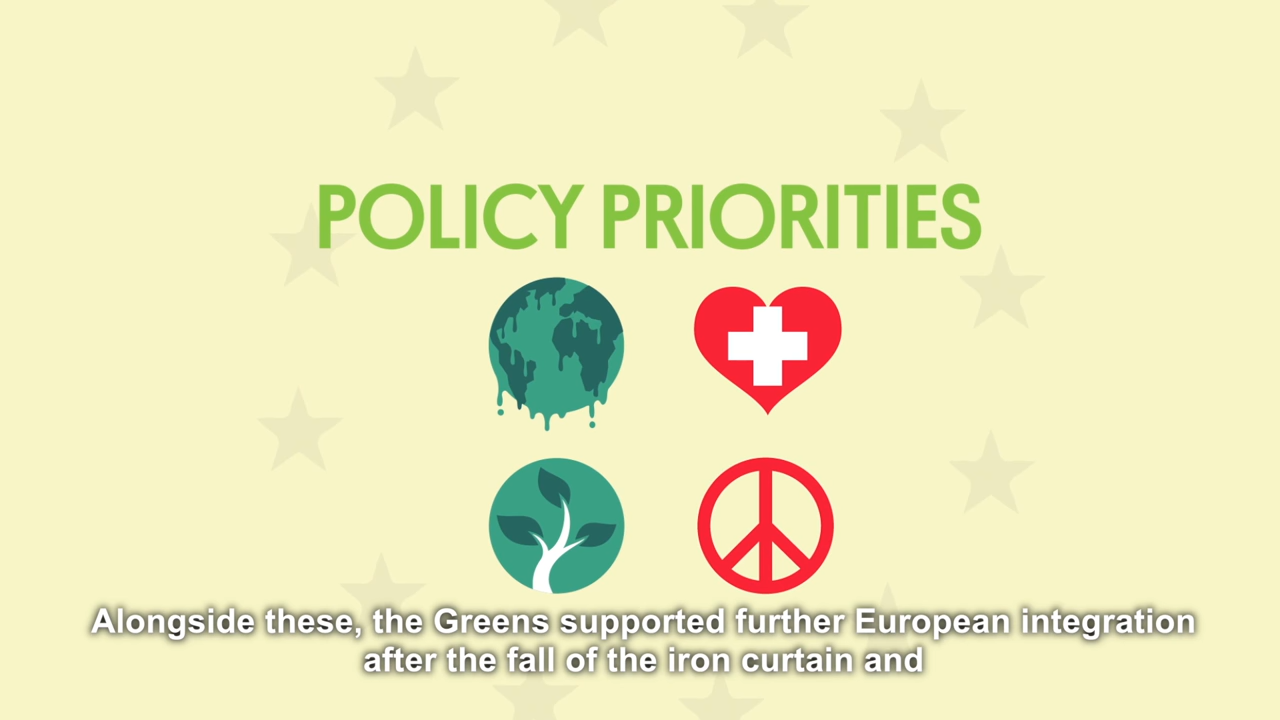 POLICY PRIORITIES
Alongside these, the Greens supported further European integration
after the fall of the iron curtain and